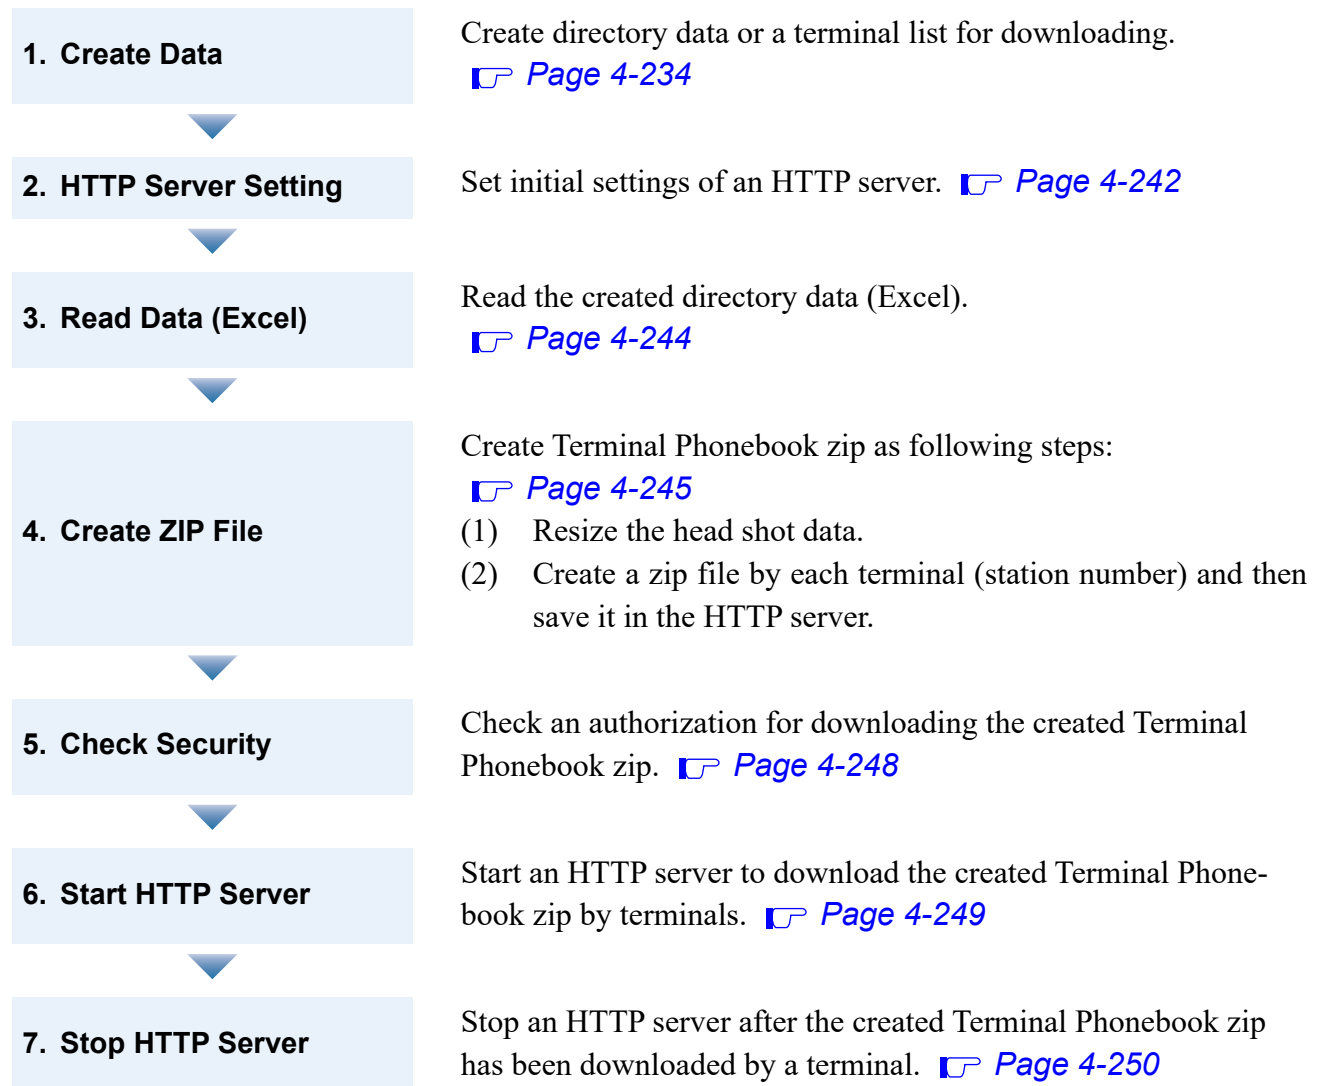 1. Create Data
Create directory data or a terminal list for downloading.
Page 4-234
2. HTTP Server Setting
Set initial settings of an HTTP server. Page 4-242
3. Read Data (Excel)
Read the created directory data (Excel).
Page 4-244
4. Create ZIP File
Create Terminal Phonebook zip as following steps:
Page 4-245
(1) Resize the head shot data.
(2) Create a zip file by each terminal (station number) and then
save it in the HTTP server.
5. Check Security
Check an authorization for downloading the created Terminal
Phonebook zip. Page 4-248
6. Start HTTP Server
Start an HTTP server to download the created Terminal Phone-
book zip by terminals. Page 4-249
7. Stop HTTP Server
Stop an HTTP server after the created Terminal Phonebook zip
has been downloaded by a terminal. Page 4-250